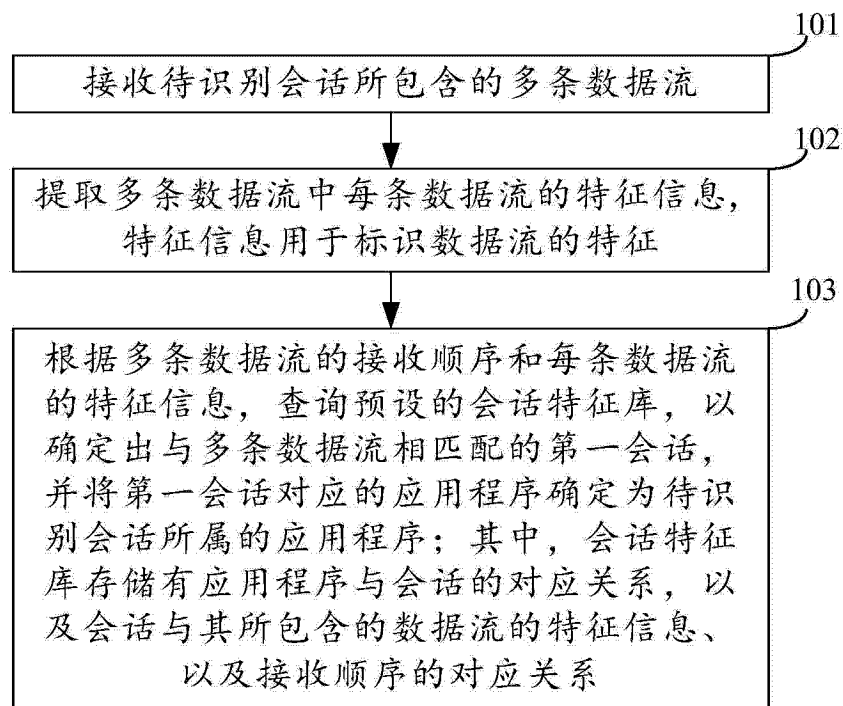 101
接收待识别会话所包含的多条数据流
102
提取多条数据流中每条数据流的特征信息,
特征信息用于标识数据流的特征
103
根据多条数据流的接收顺序和每条数据流
的特征信息，查询预设的会话特征库，以
确定出与多条数据流相匹配的第一会话，
并将第一会话对应的应用程序确定为待识
别会话所属的应用程序；其中，会话特征
库存储有应用程序与会话的对应关系，以
及会话与其所包含的数据流的特征信息、
以及接收顺序的对应关系